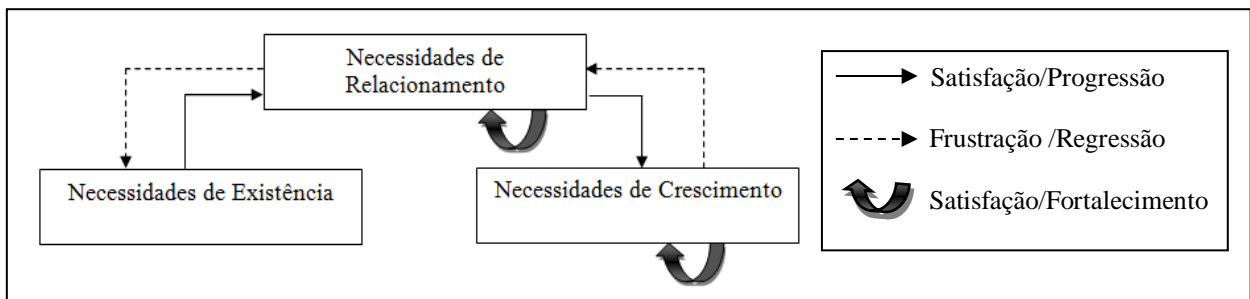 Necessidades de
Relacionamento
Necessidades de Existência
Necessidades de Crescimento
Satisfação/Progressão
Frustração /Regressão
Satisfação/Fortalecimento